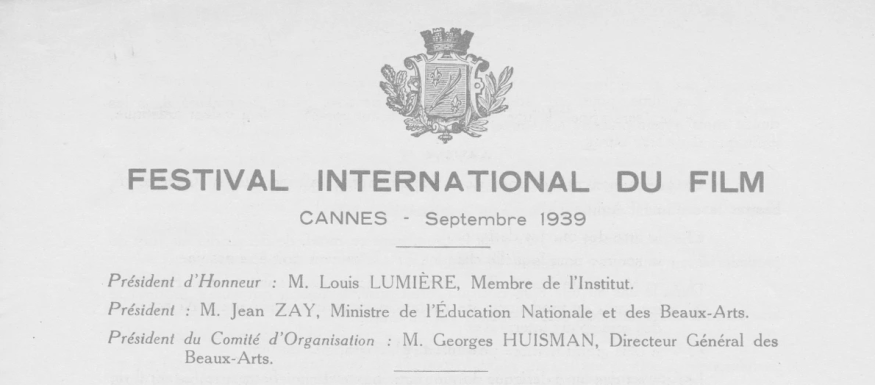 FESTIVAL INTERNATIONAL DU FILM
CANNES - Septembre 1939
Président d'Honneur : M. Louis LUMIÈRE, Membre de l'Institut.
Président : M. Jean ZAY, Ministre de l'Éducation Nationale et des Beaux-Arts.
Président du Comité d'Organisation : M. Georges HUISMAN, Directeur Général des
Beaux-Arts.